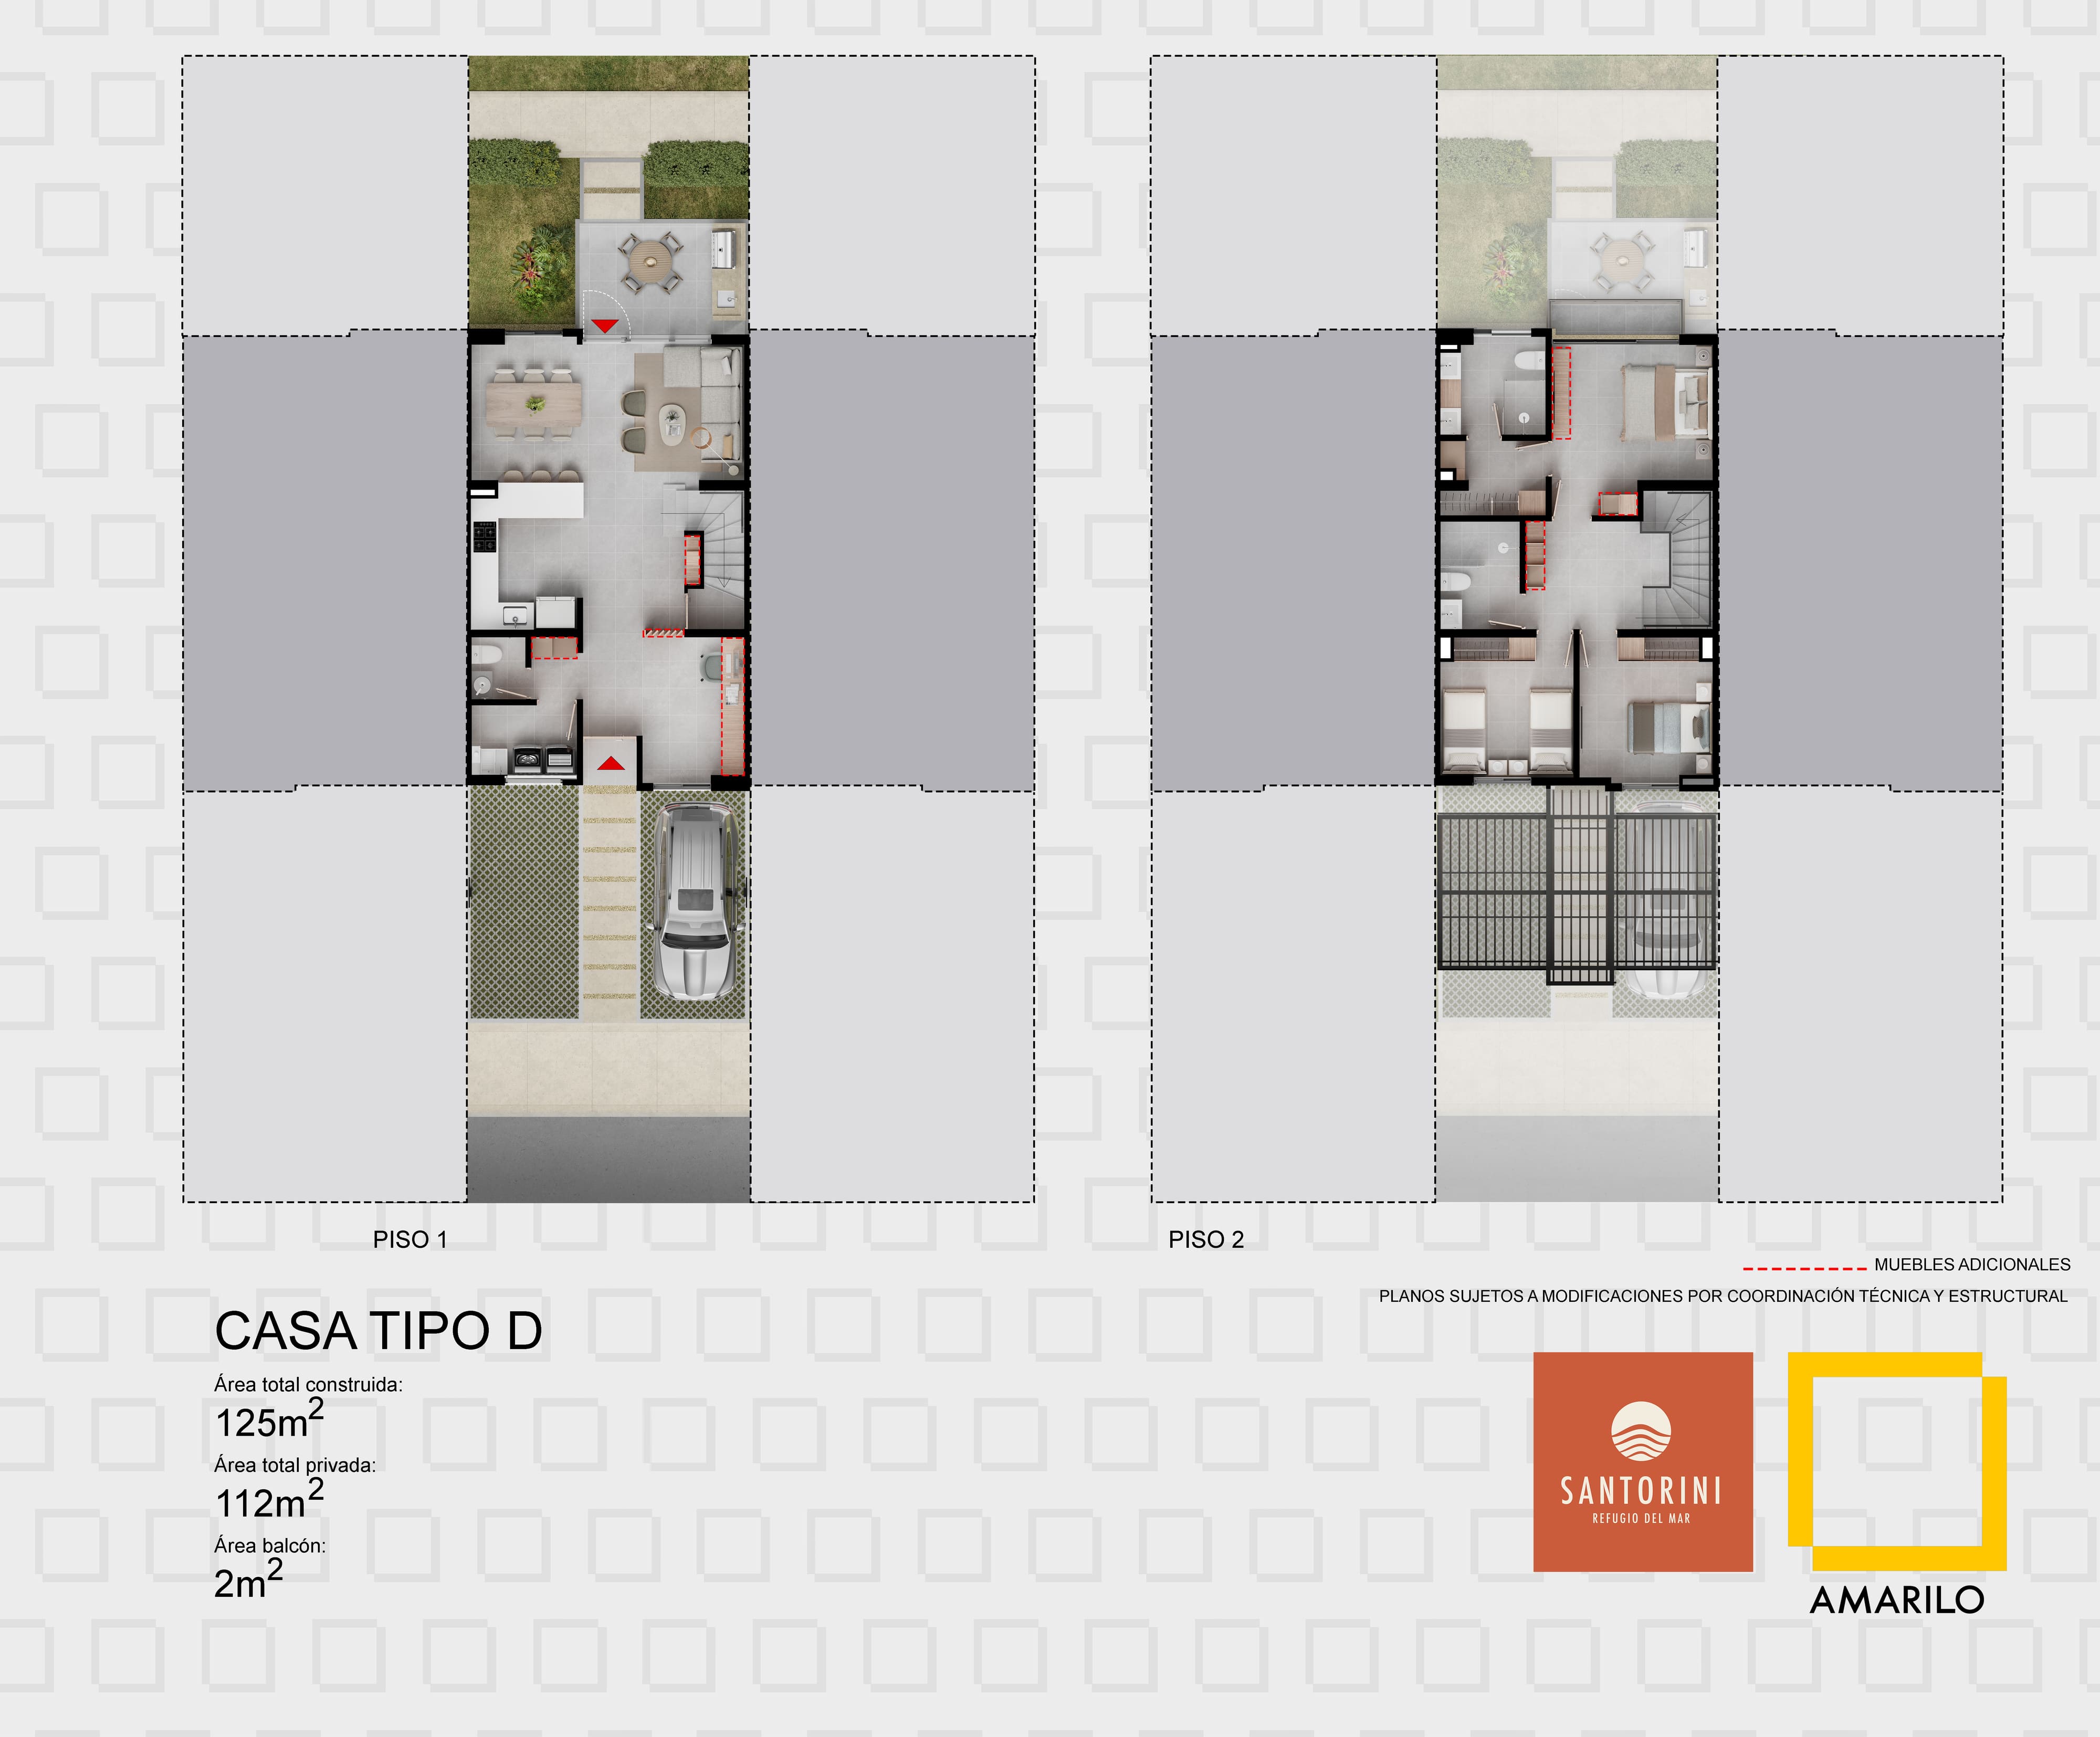 PISO 1
PISO 2
MUEBLES ADICIONALES
PLANOS SUJETOS A MODIFICACIONES POR COORDINACIÓN TÉCNICA Y ESTRUCTURAL
CASA TIPO D
Área total construida:
125m²
Área total privada:
112m²
Área balcón:
2m²
SANTORINI
REFUGIO DEL MAR
AMARILO